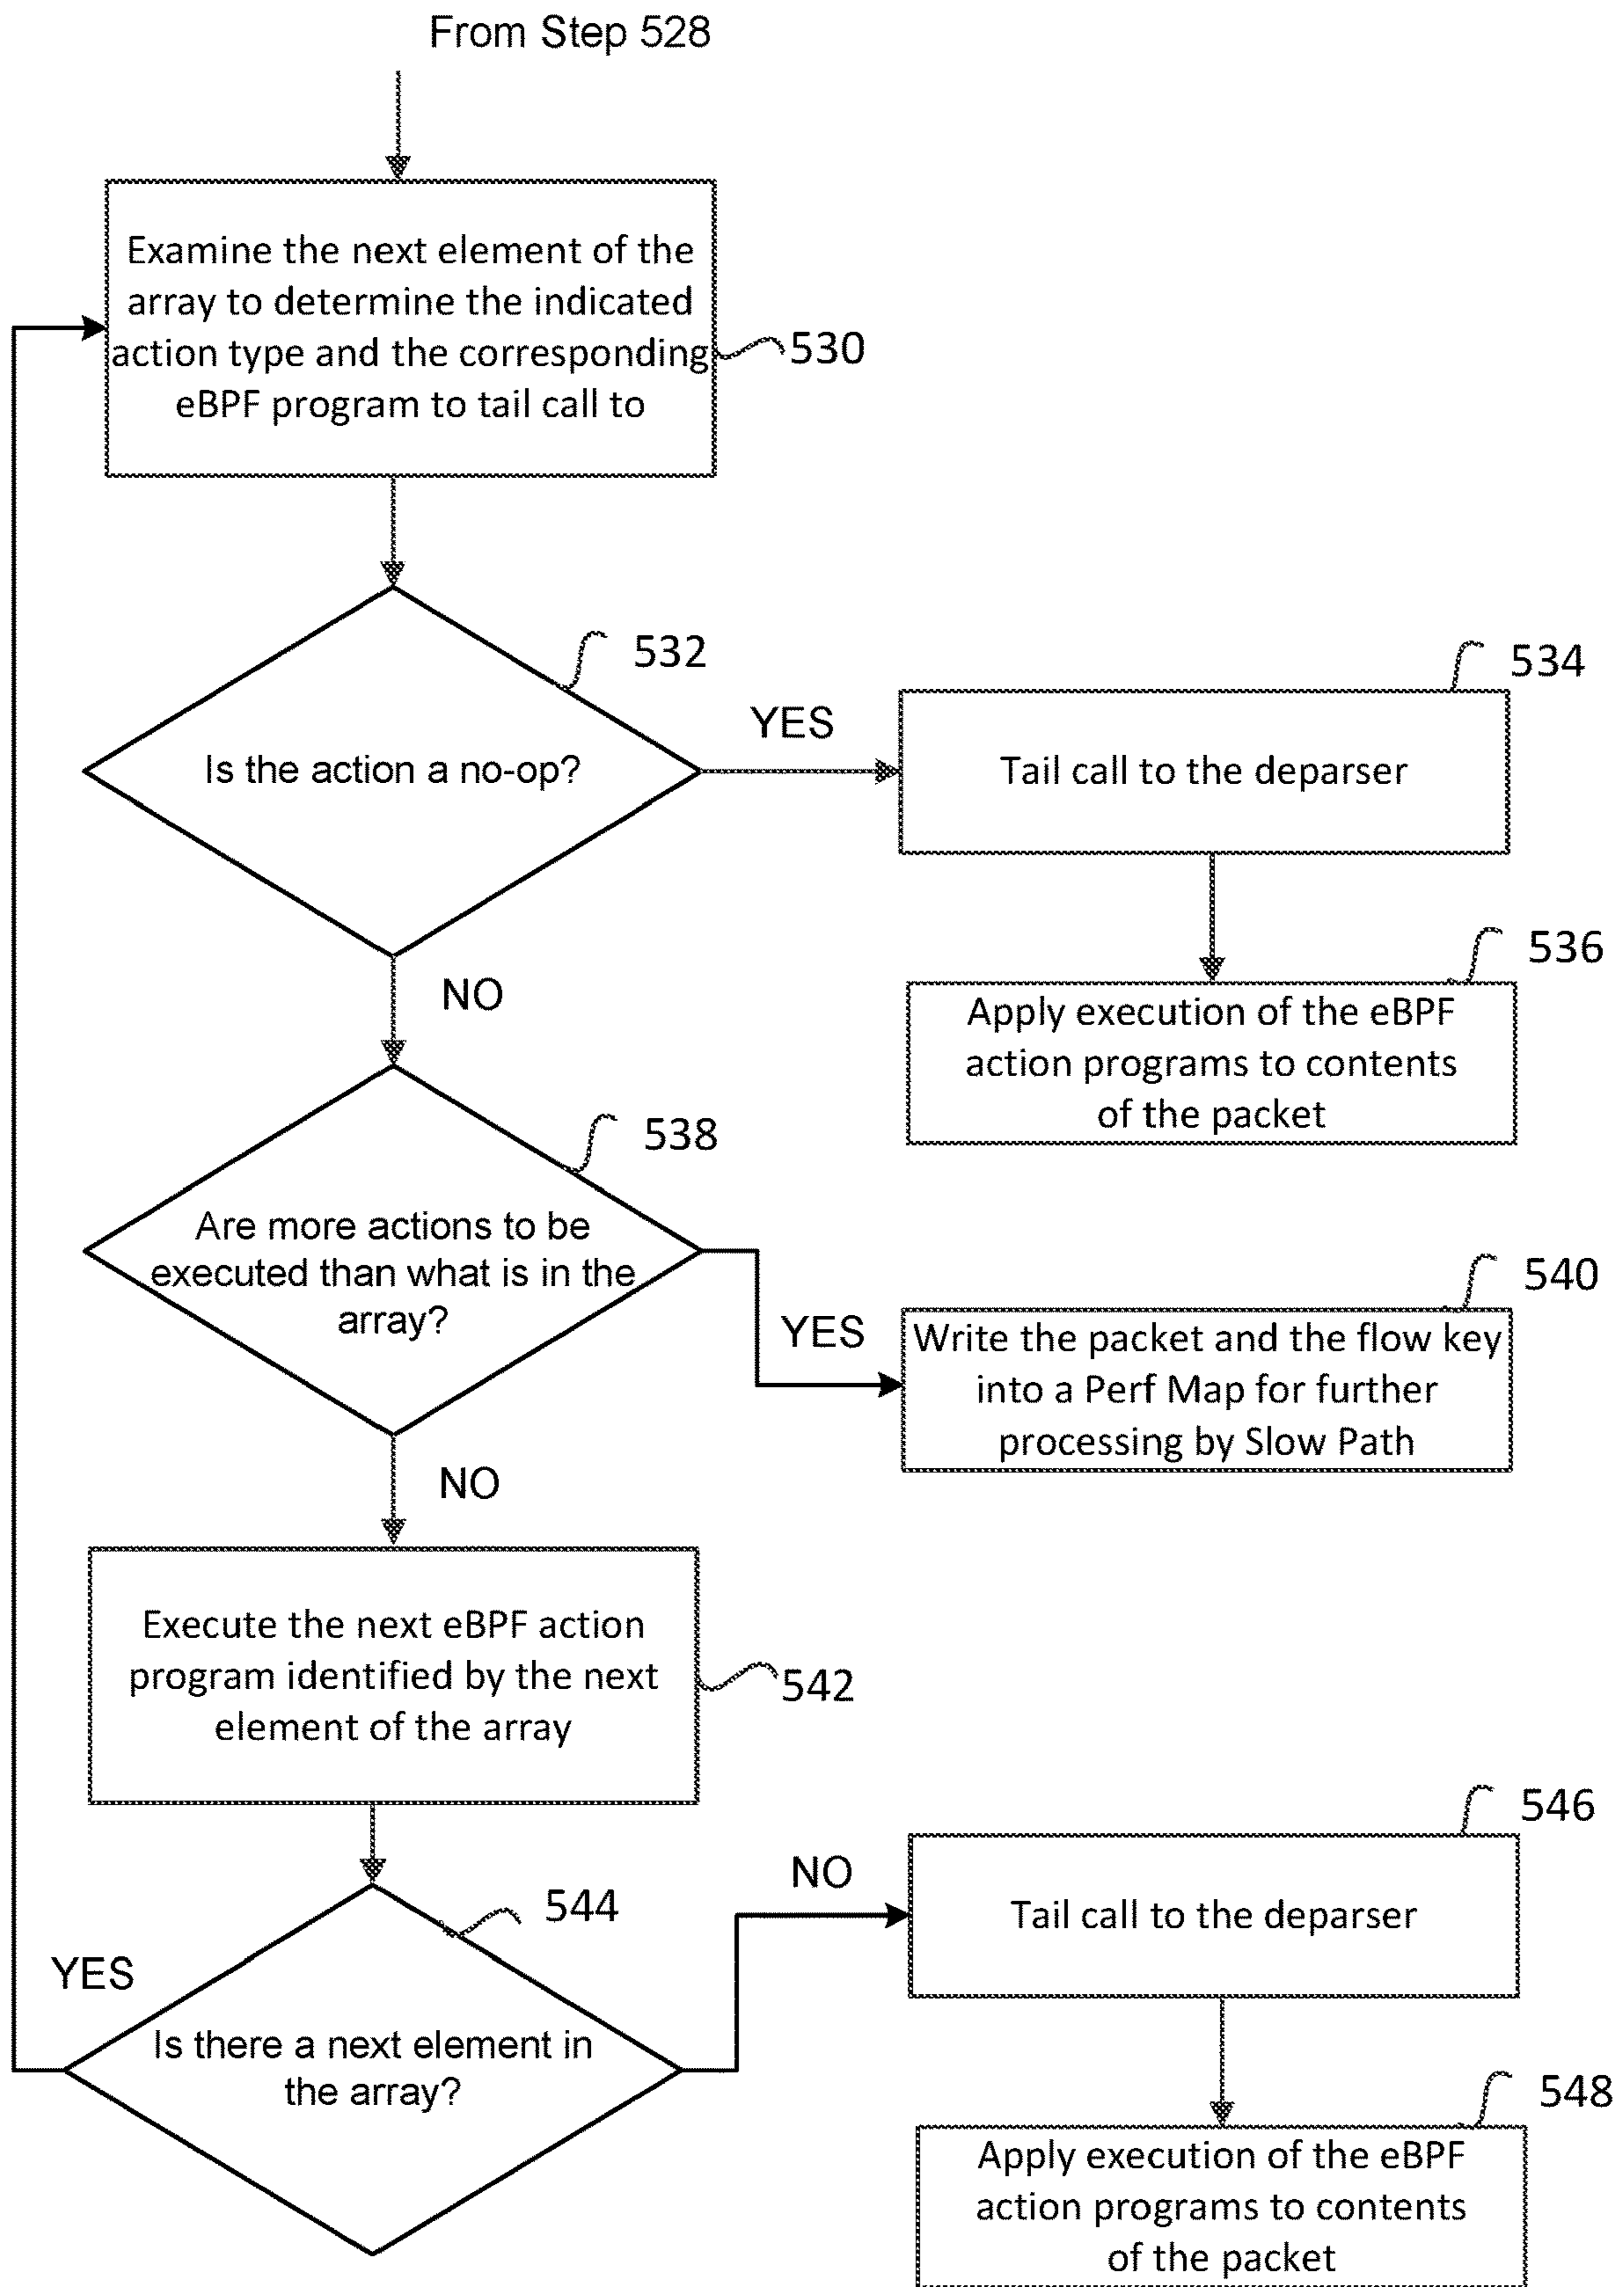 From Step 528
Examine the next element of the
array to determine the indicated
action type and the corresponding
eBPF program to tail call to
530
532
Is the action a no-op?
YES
534
Tail call to the deparser
536
Apply execution of the eBPF
action programs to contents
of the packet
NO
538
Are more actions to be
executed than what is in the
array?
YES
540
Write the packet and the flow key
into a Perf Map for further
processing by Slow Path
NO
Execute the next eBPF action
program identified by the next
element of the array
542
544
Is there a next element in
the array?
YES
NO
546
Tail call to the deparser
548
Apply execution of the eBPF
action programs to contents
of the packet